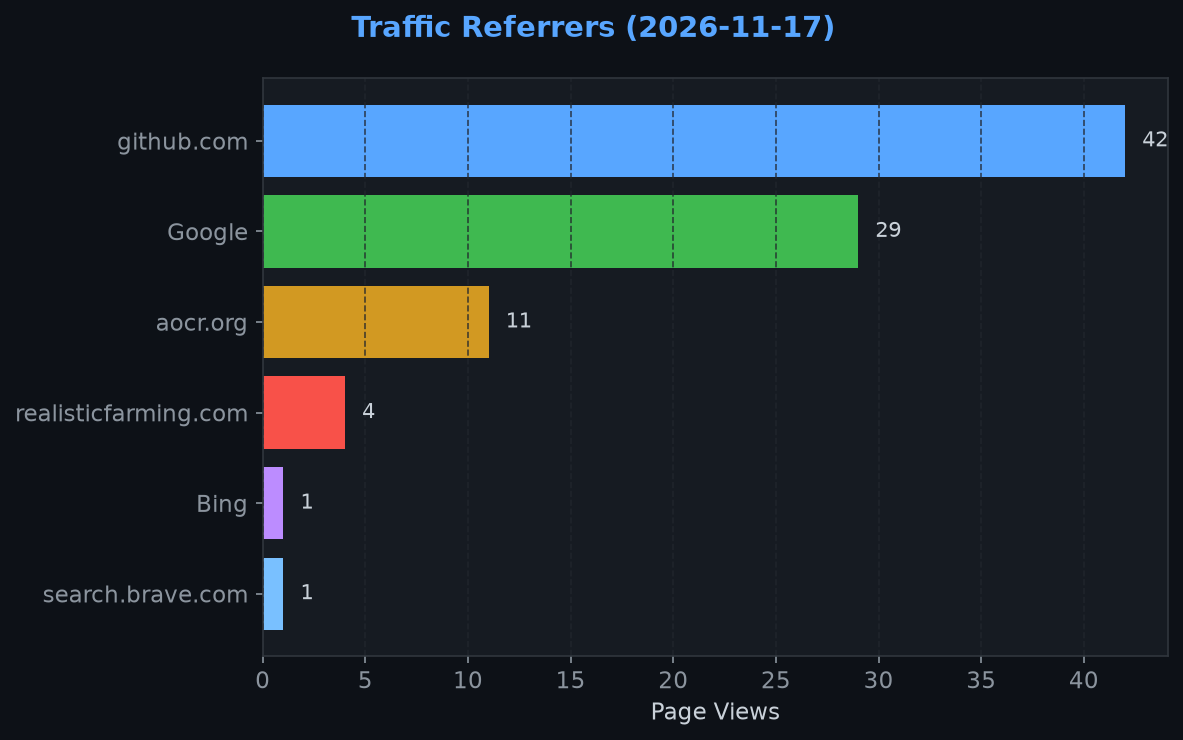 Traffic Referrers (2026-11-17)
github.com
42
Google
29
aocr.org
11
realisticfarming.com
4
Bing
1
search.brave.com
1
0 5 10 15 20 25 30 35 40
Page Views